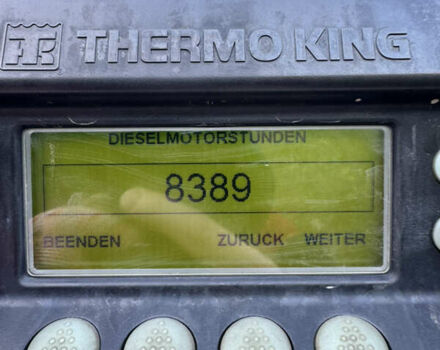 THERMO KING
DIESELMOTORSTUNDEN
8389
BEENDEN ZURUCK WEITER